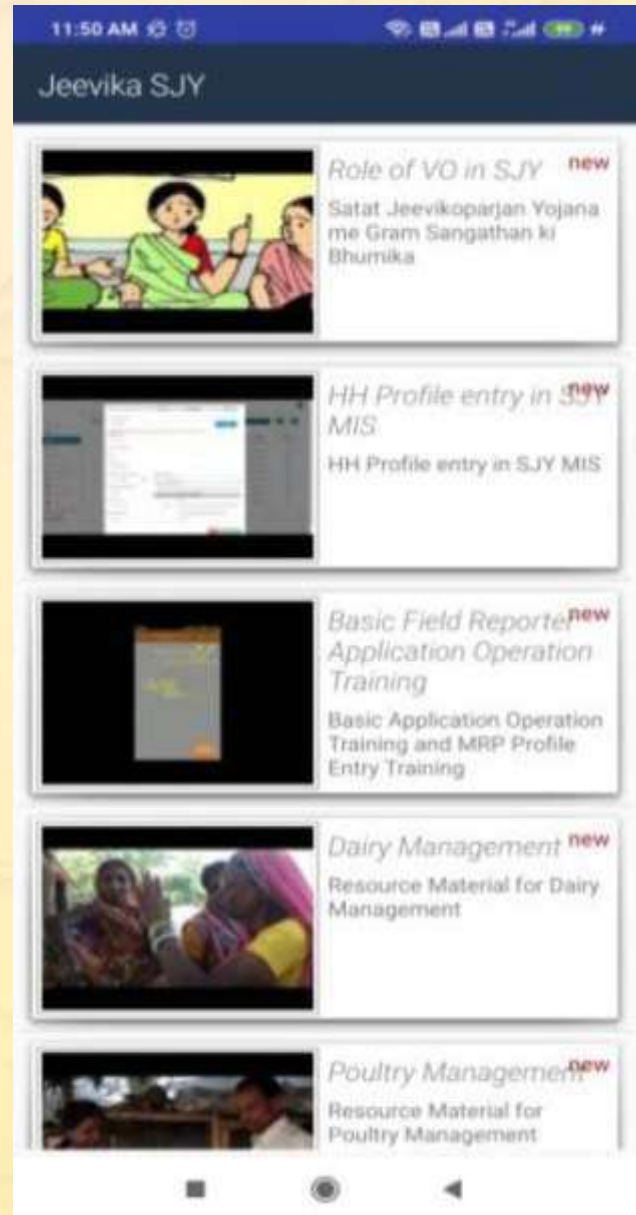 11:50 AM
Jeevika SJY
Role of VO in SJY new
Satat Jeevikoparjan Yojana
me Gram Sangathan ki
Bhumika
HH Profile entry in SJY new
MIS
HH Profile entry in SJY MIS
Basic Field Reporter new
Application Operation
Training
Basic Application Operation
Training and MRP Profile
Entry Training
Dairy Management new
Resource Material for Dairy
Management
Poultry Management new
Resource Material for
Poultry Management